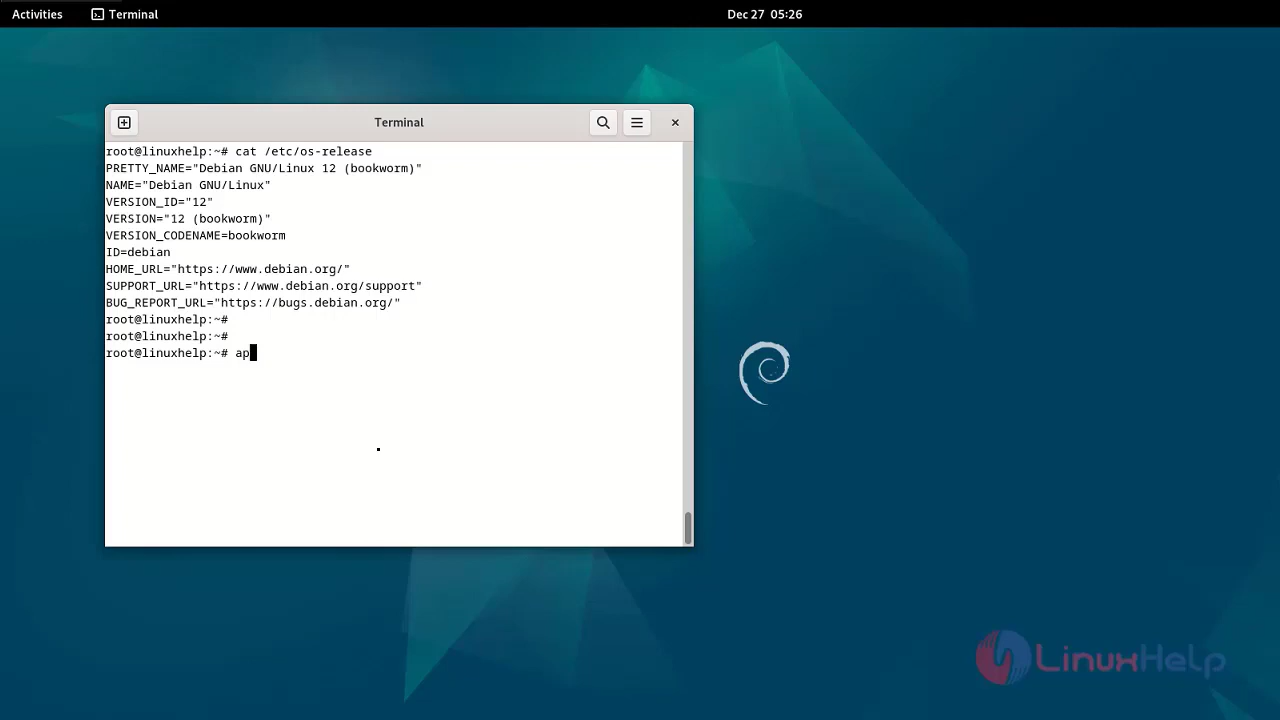 Activities
Terminal
Dec 27 05:26
Terminal
root@linuxhelp:~# cat /etc/os-release
PRETTY_NAME="Debian GNU/Linux 12 (bookworm)"
NAME="Debian GNU/Linux"
VERSION_ID="12"
VERSION="12 (bookworm)"
VERSION_CODENAME=bookworm
ID=debian
HOME_URL="https://www.debian.org/"
SUPPORT_URL="https://www.debian.org/support"
BUG_REPORT_URL="https://bugs.debian.org/"
root@linuxhelp:~#
root@linuxhelp:~#
root@linuxhelp:~# ap
LinuxHelp